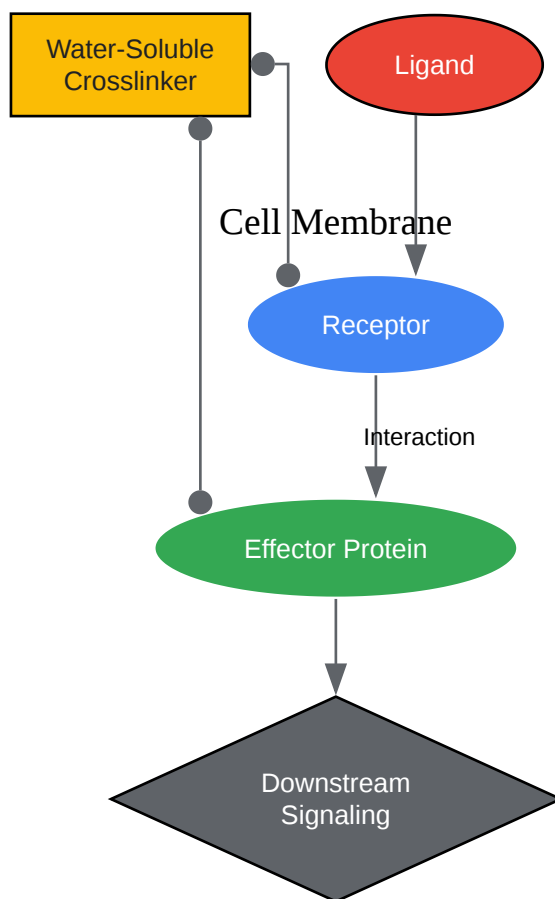 Water-Soluble
Crosslinker
Ligand
Cell Membrane
Receptor
Interaction
Effector Protein
Downstream
Signaling